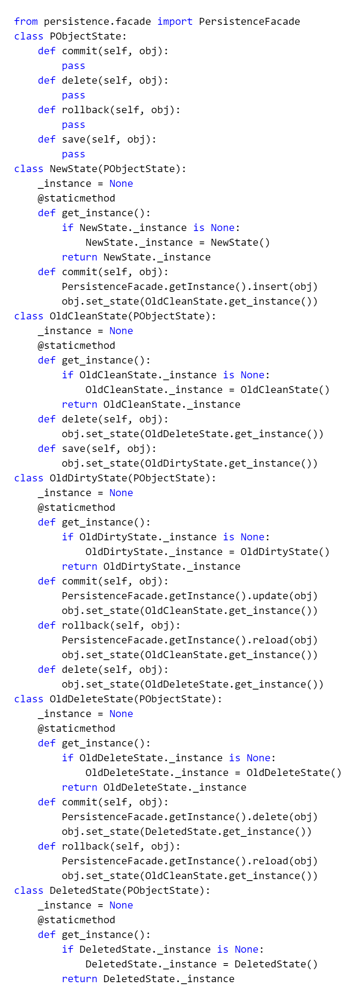 from persistence.facade import PersistenceFacade
class PObjectState:
    def commit(self, obj):
        pass
    def delete(self, obj):
        pass
    def rollback(self, obj):
        pass
    def save(self, obj):
        pass
class NewState(PObjectState):
    _instance = None
    @staticmethod
    def get_instance():
        if NewState._instance is None:
            NewState._instance = NewState()
        return NewState._instance
    def commit(self, obj):
        PersistenceFacade.getInstance().insert(obj)
        obj.set_state(OldCleanState.get_instance())
class OldCleanState(PObjectState):
    _instance = None
    @staticmethod
    def get_instance():
        if OldCleanState._instance is None:
            OldCleanState._instance = OldCleanState()
        return OldCleanState._instance
    def delete(self, obj):
        obj.set_state(OldDeleteState.get_instance())
    def save(self, obj):
        obj.set_state(OldDirtyState.get_instance())
class OldDirtyState(PObjectState):
    _instance = None
    @staticmethod
    def get_instance():
        if OldDirtyState._instance is None:
            OldDirtyState._instance = OldDirtyState()
        return OldDirtyState._instance
    def commit(self, obj):
        PersistenceFacade.getInstance().update(obj)
        obj.set_state(OldCleanState.get_instance())
    def rollback(self, obj):
        PersistenceFacade.getInstance().reload(obj)
        obj.set_state(OldCleanState.get_instance())
    def delete(self, obj):
        obj.set_state(OldDeleteState.get_instance())
class OldDeleteState(PObjectState):
    _instance = None
    @staticmethod
    def get_instance():
        if OldDeleteState._instance is None:
            OldDeleteState._instance = OldDeleteState()
        return OldDeleteState._instance
    def commit(self, obj):
        PersistenceFacade.getInstance().delete(obj)
        obj.set_state(DeletedState.get_instance())
    def rollback(self, obj):
        PersistenceFacade.getInstance().reload(obj)
        obj.set_state(OldCleanState.get_instance())
class DeletedState(PObjectState):
    _instance = None
    @staticmethod
    def get_instance():
        if DeletedState._instance is None:
            DeletedState._instance = DeletedState()
        return DeletedState._instance